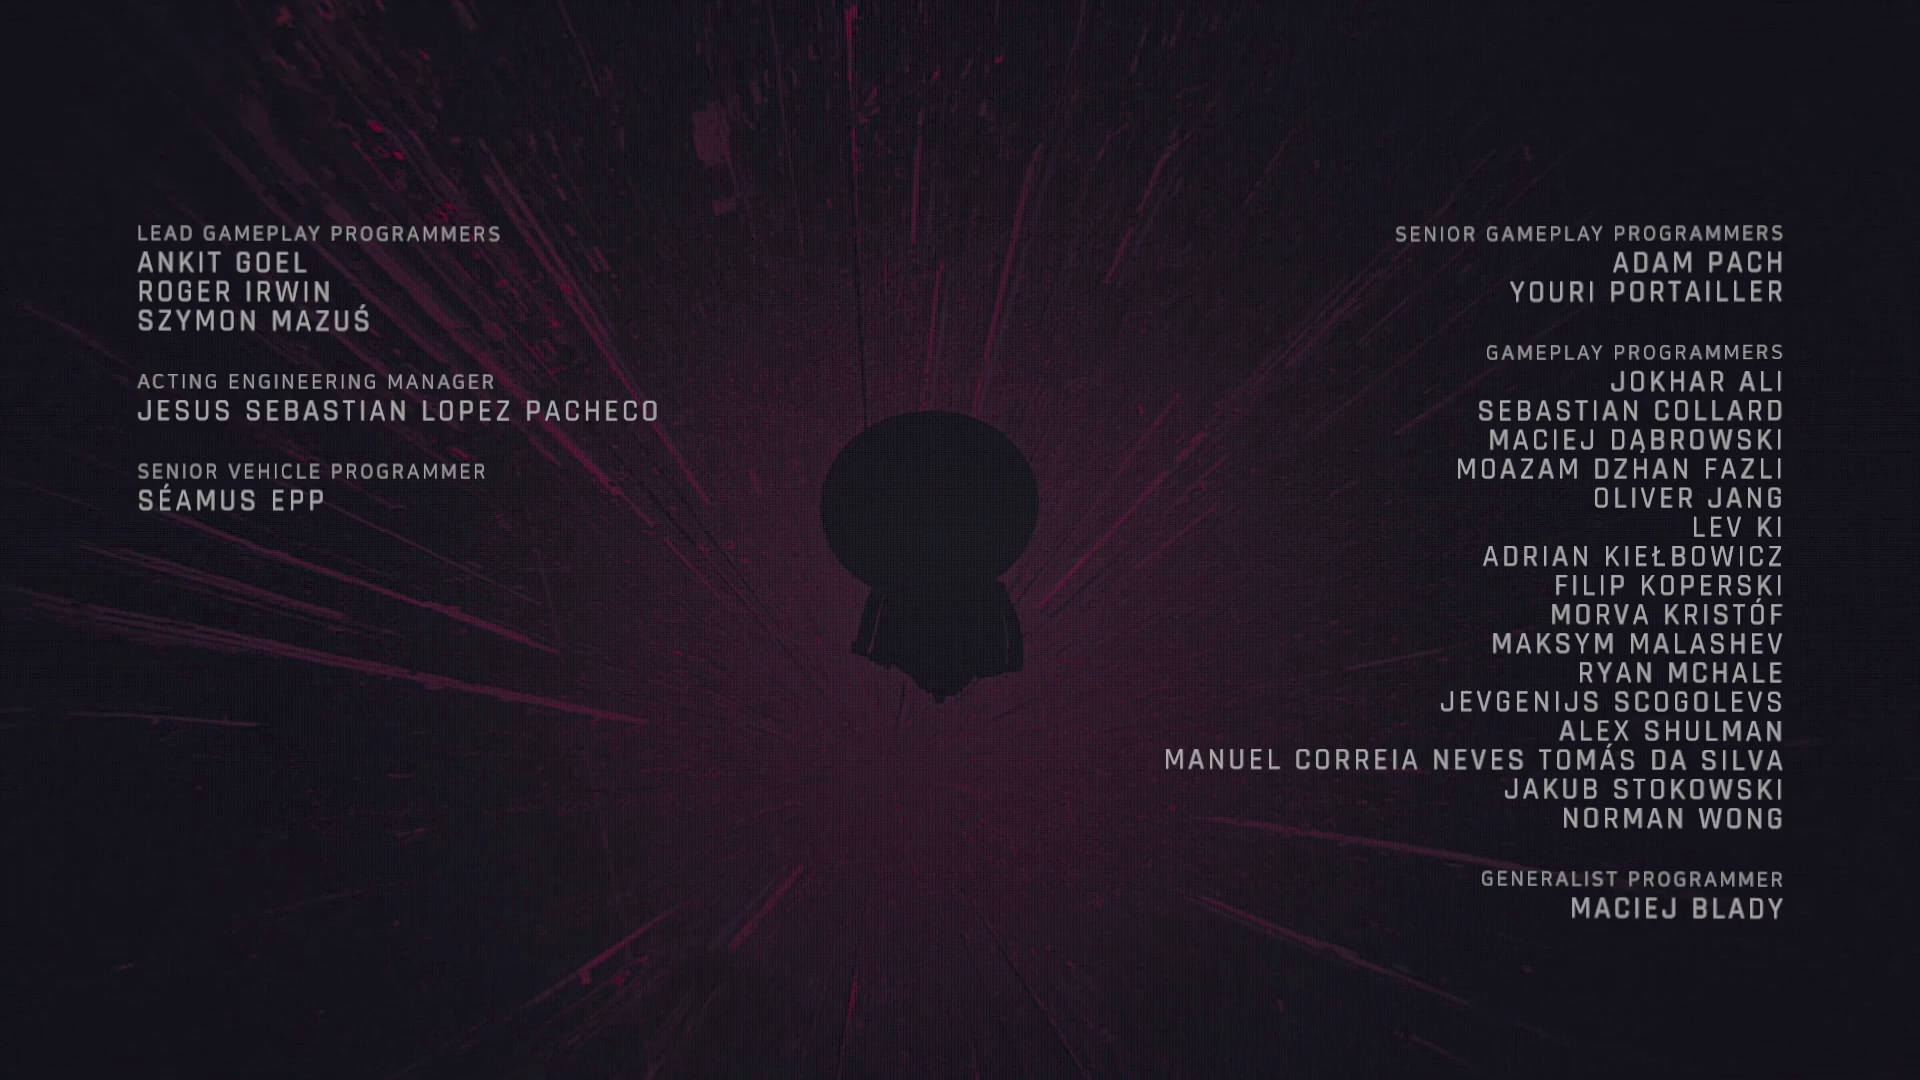 LEAD GAMEPLAY PROGRAMMERS
ANKIT GOEL
ROGER IRWIN
SZYMON MAZUŚ
ACTING ENGINEERING MANAGER
JESUS SEBASTIAN LOPEZ PACHECO
SENIOR VEHICLE PROGRAMMER
SÉAMUS EPP
SENIOR GAMEPLAY PROGRAMMERS
ADAM PACH
YOURI PORTAILLER
GAMEPLAY PROGRAMMERS
JOKHAR ALI
SEBASTIAN COLLARD
MACIEJ DĄBROWSKI
MOAZAM DZHAN FAZLI
OLIVER JANG
LEV KI
ADRIAN KIEŁBOWICZ
FILIP KOPERSKI
MORVA KRISTÓF
MAKSYM MALASHEV
RYAN MCHALE
JEVGENIJS SCOGOLEVS
ALEX SHULMAN
MANUEL CORREIA NEVES TOMÁS DA SILVA
JAKUB STOKOWSKI
NORMAN WONG
GENERALIST PROGRAMMER
MACIEJ BLADY